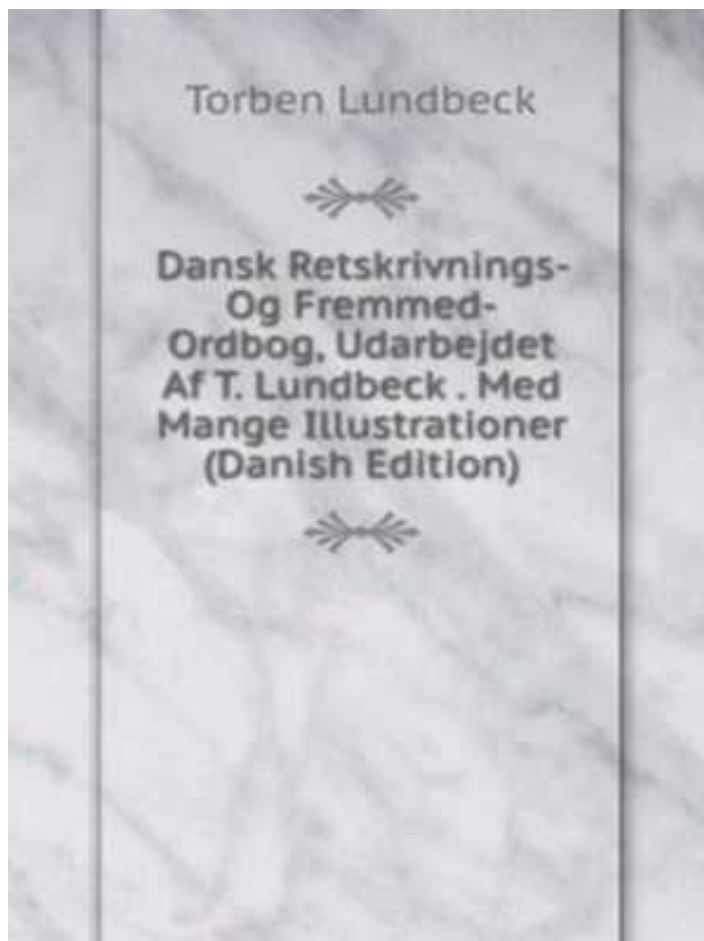 Torben Lundbeck
Dansk Retskrivnings-
Og Fremmed-
Ordbog, Udarbejdet
Af T. Lundbeck . Med
Mange Illustrationer
(Danish Edition)